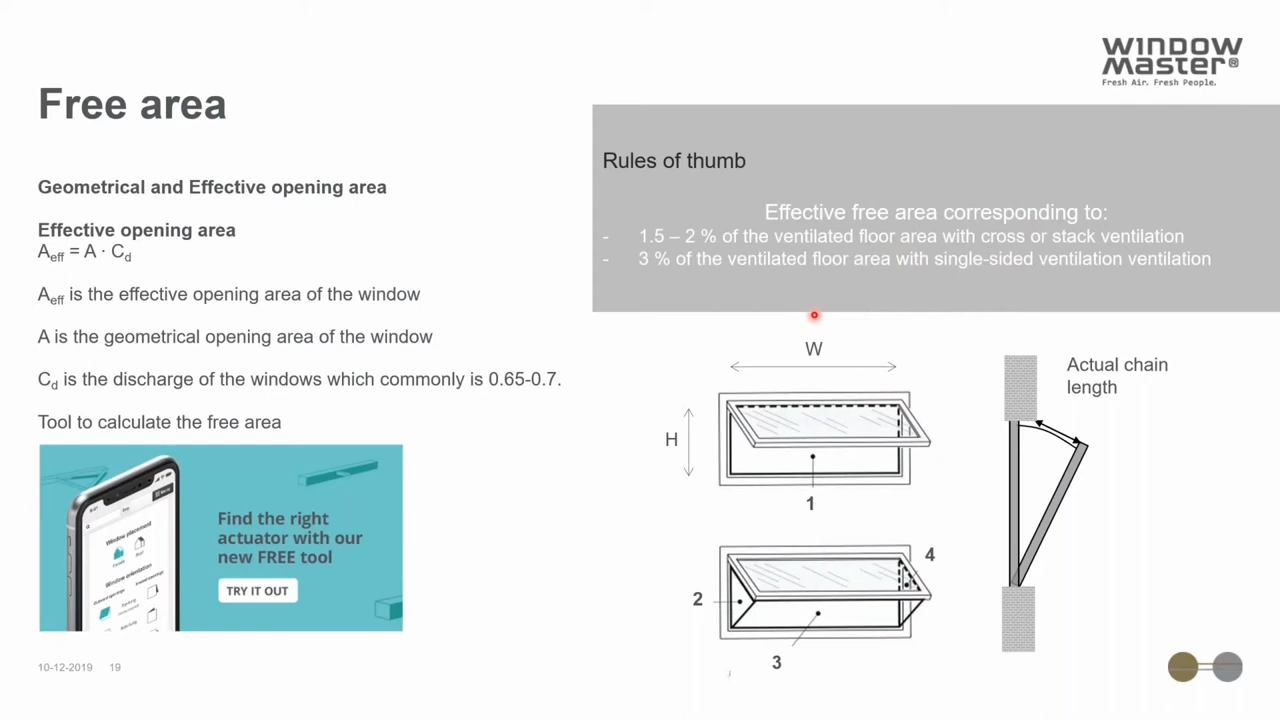 WINDOW
MASTER®
Fresh Air. Fresh People.
Free area
Geometrical and Effective opening area
Effective opening area
Aeff = A · Cd
Aeff is the effective opening area of the window
A is the geometrical opening area of the window
Cd is the discharge of the windows which commonly is 0.65-0.7.
Tool to calculate the free area
Window placement
Window orientation
Find the right
actuator with our
new FREE tool
TRY IT OUT
10-12-2019 19
Rules of thumb
Effective free area corresponding to:
- 1.5 – 2 % of the ventilated floor area with cross or stack ventilation
- 3 % of the ventilated floor area with single-sided ventilation ventilation
W
H
1
4
2
3
Actual chain
length